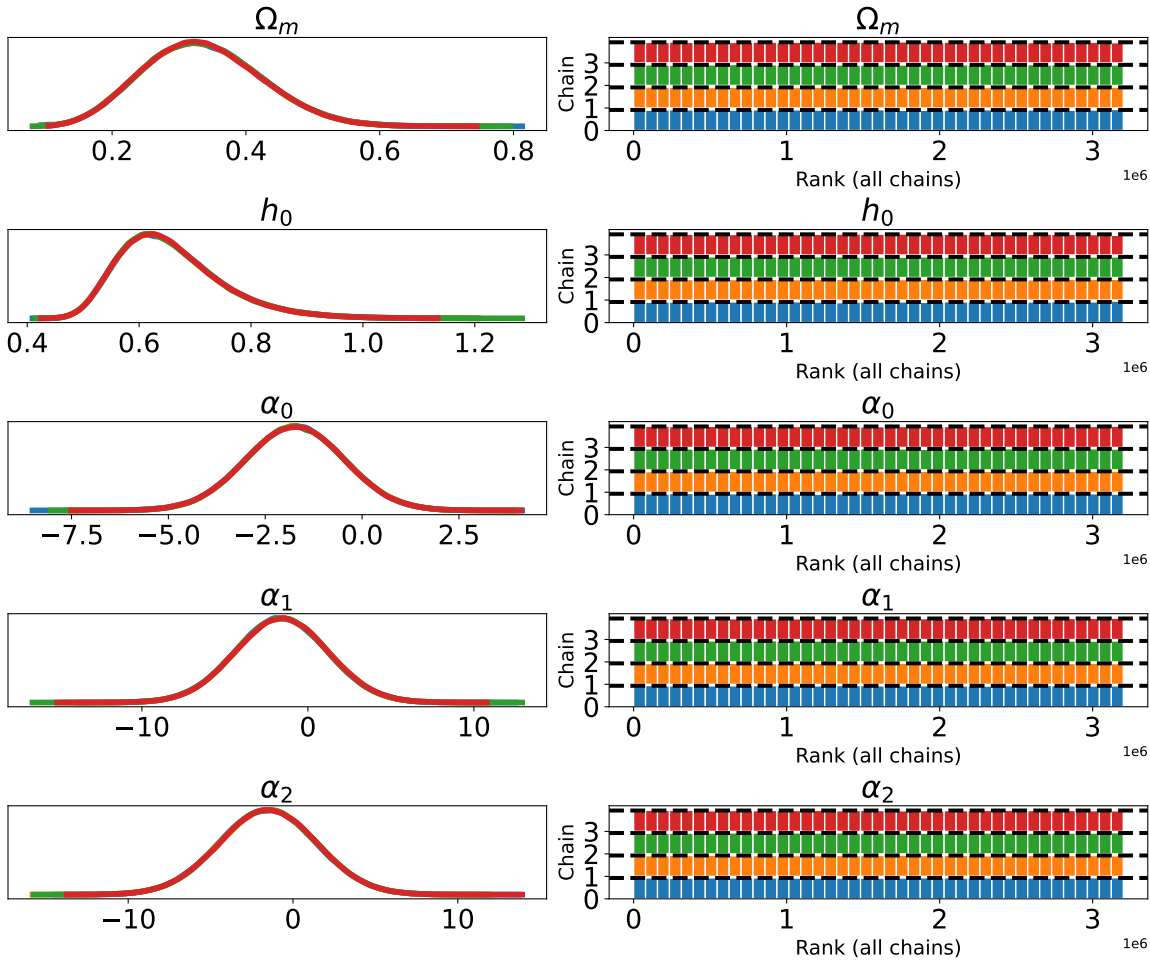 Ωₘ Ωₘ
0.2 0.4 0.6 0.8
Chain
3
2
1
0
0 1 2 3
Rank (all chains) 1e6
h₀ h₀
0.4 0.6 0.8 1.0 1.2
Chain
3
2
1
0
0 1 2 3
Rank (all chains) 1e6
α₀ α₀
−7.5 −5.0 −2.5 0.0 2.5
Chain
3
2
1
0
0 1 2 3
Rank (all chains) 1e6
α₁ α₁
−10 0 10
Chain
3
2
1
0
0 1 2 3
Rank (all chains) 1e6
α₂ α₂
−10 0 10
Chain
3
2
1
0
0 1 2 3
Rank (all chains) 1e6